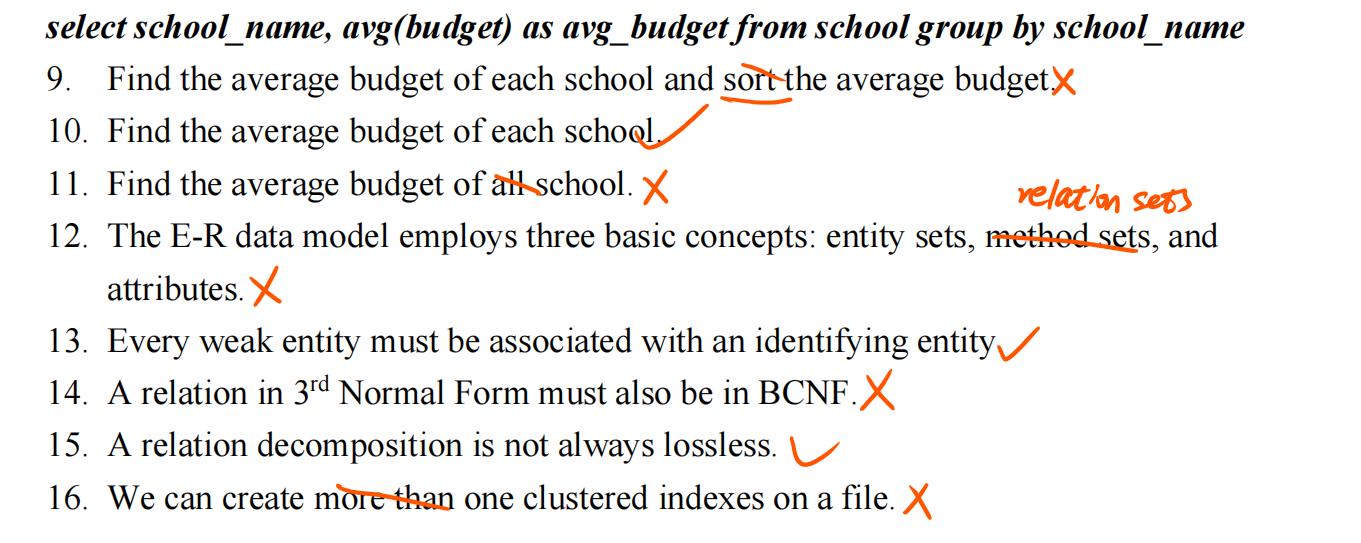 select school_name, avg(budget) as avg_budget from school group by school_name
9. Find the average budget of each school and sort the average budget.
10. Find the average budget of each school.
11. Find the average budget of all school.
relation sets
12. The E-R data model employs three basic concepts: entity sets, method sets, and
attributes.
13. Every weak entity must be associated with an identifying entity.
14. A relation in 3rd Normal Form must also be in BCNF.
15. A relation decomposition is not always lossless.
16. We can create more than one clustered indexes on a file.